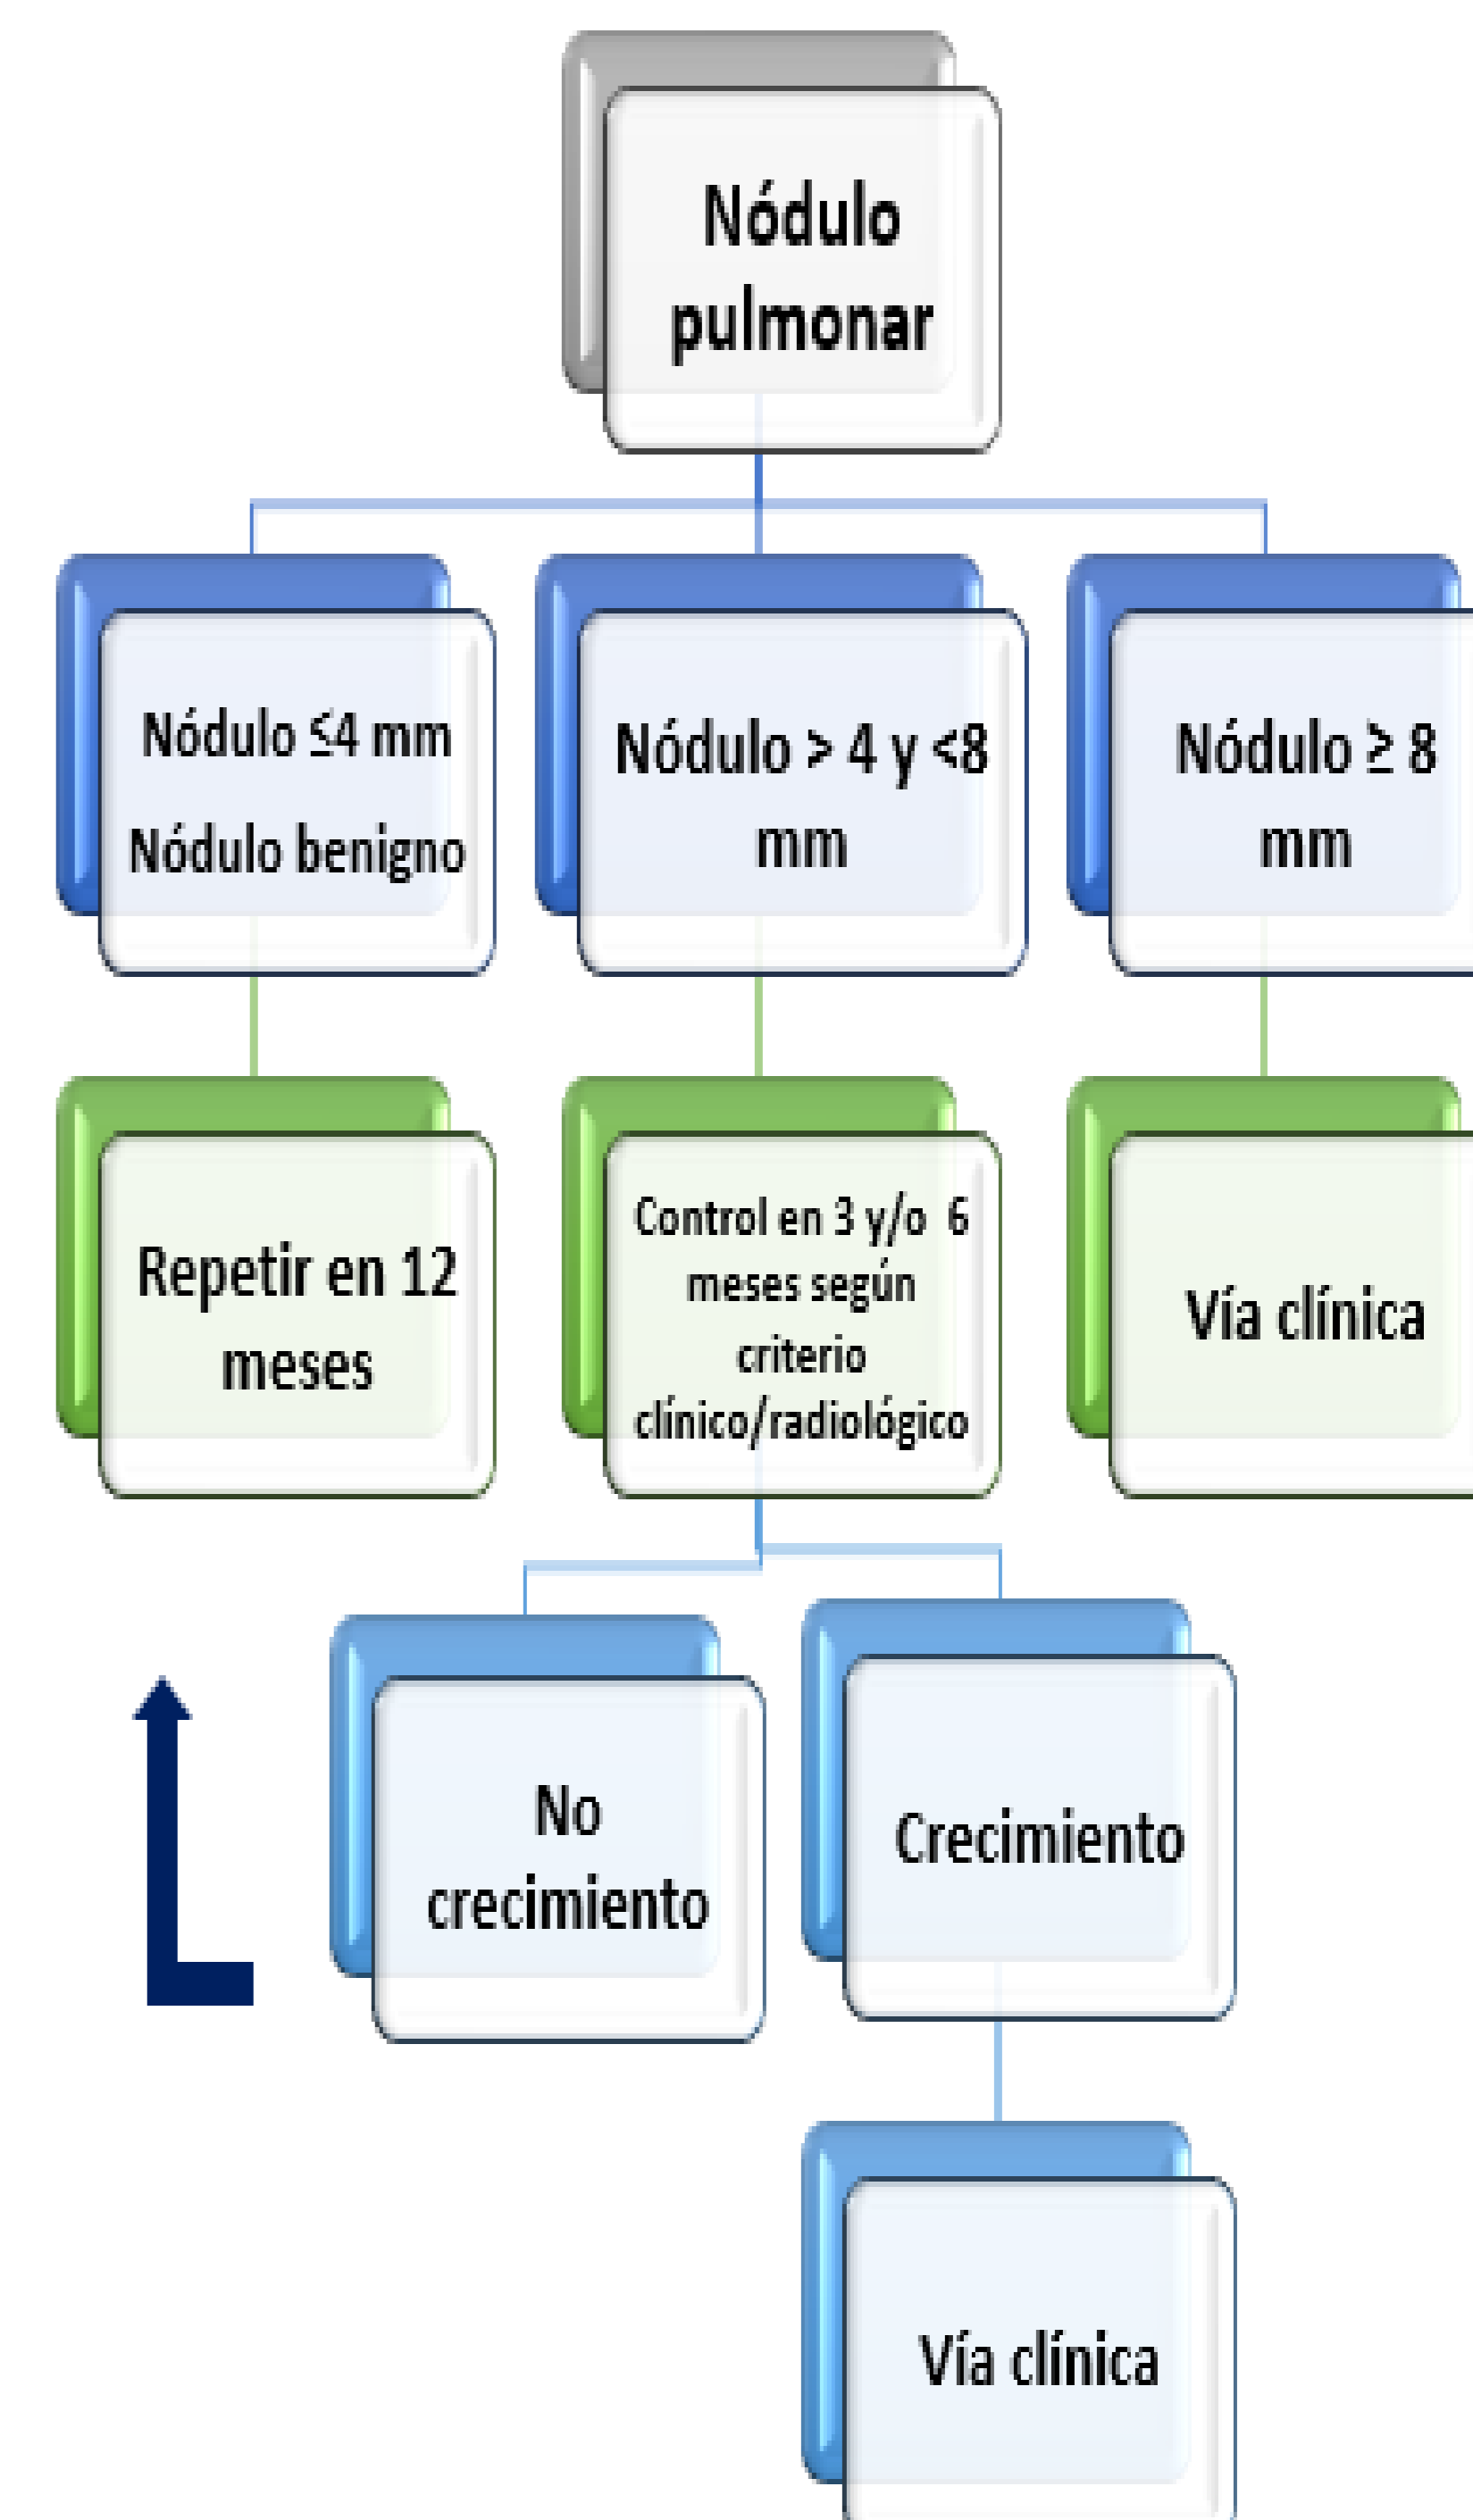 Nódulo
pulmonar
Nódulo ≤4 mm
Nódulo benigno
Nódulo > 4 y <8
mm
Nódulo ≥ 8
mm
Repetir en 12
meses
Control en 3 y/o 6
meses según
criterio
clínico/radiológico
Vía clínica
No
crecimiento
Crecimiento
Vía clínica